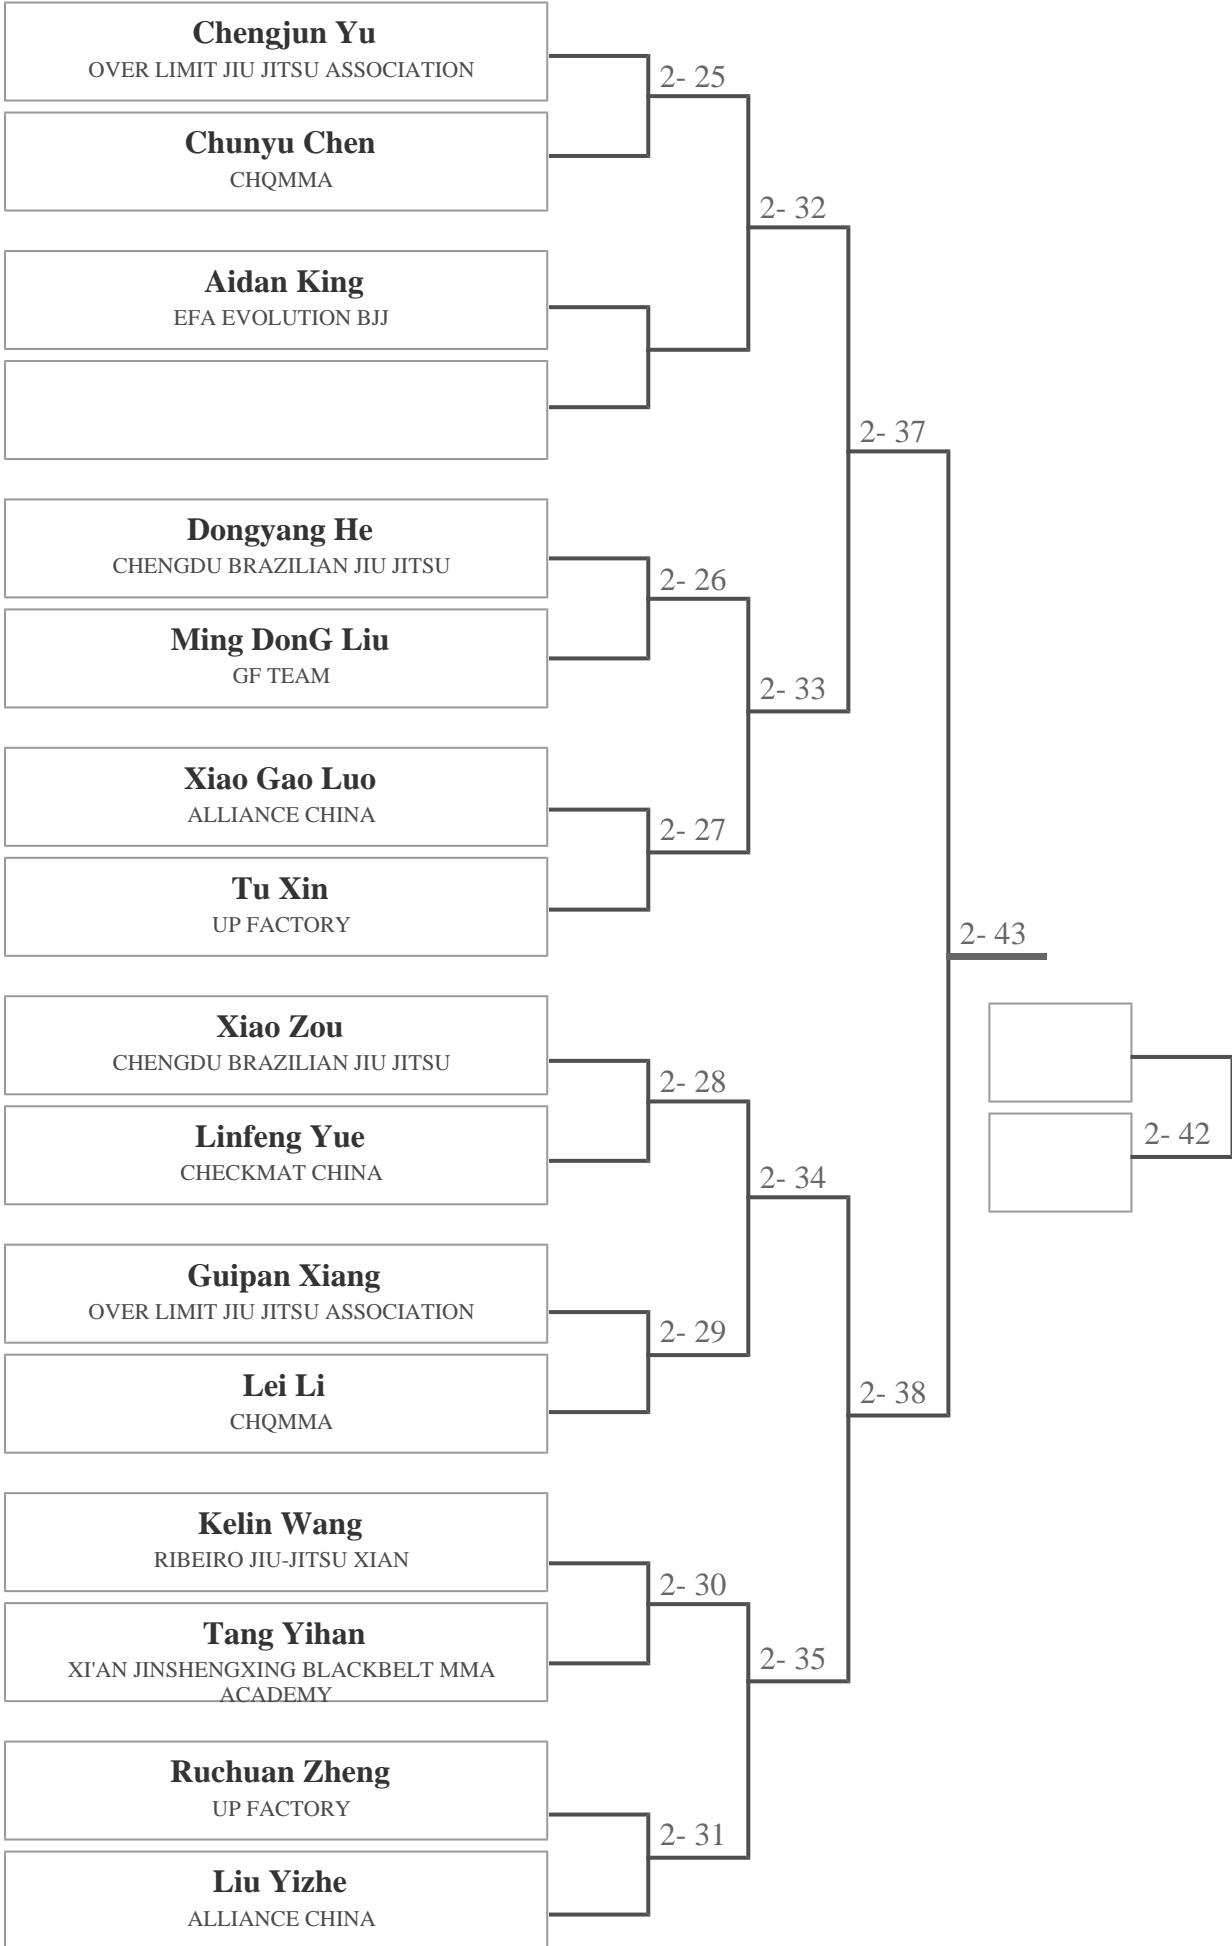 Chengjun Yu
OVER LIMIT JIU JITSU ASSOCIATION
2- 25
Chunyu Chen
CHQMMA
2- 32
Aidan King
EFA EVOLUTION BJJ
2- 37
Dongyang He
CHENGDU BRAZILIAN JIU JITSU
2- 26
Ming DonG Liu
GF TEAM
2- 33
Xiao Gao Luo
ALLIANCE CHINA
2- 27
Tu Xin
UP FACTORY
2- 43
Xiao Zou
CHENGDU BRAZILIAN JIU JITSU
2- 28
Linfeng Yue
CHECKMAT CHINA
2- 42
2- 34
Guipan Xiang
OVER LIMIT JIU JITSU ASSOCIATION
2- 29
Lei Li
CHQMMA
2- 38
Kelin Wang
RIBEIRO JIU-JITSU XIAN
2- 30
Tang Yihan
XI'AN JINSHENGXING BLACKBELT MMA
ACADEMY
2- 35
Ruchuan Zheng
UP FACTORY
2- 31
Liu Yizhe
ALLIANCE CHINA